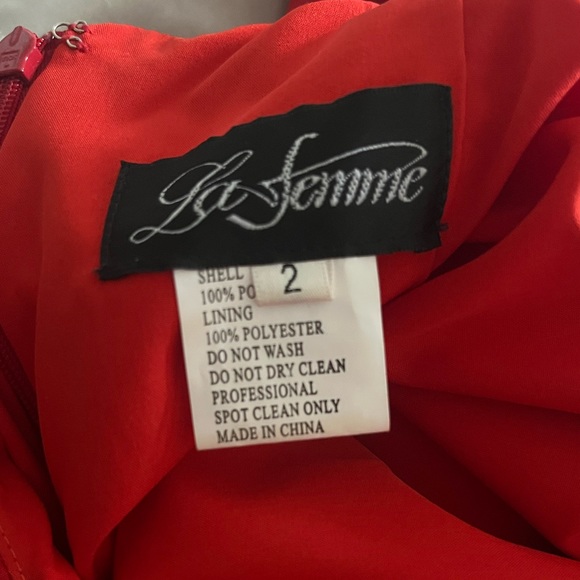 La Femme
2
SHELL
100% PO
LINING
100% POLYESTER
DO NOT WASH
DO NOT DRY CLEAN
PROFESSIONAL
SPOT CLEAN ONLY
MADE IN CHINA